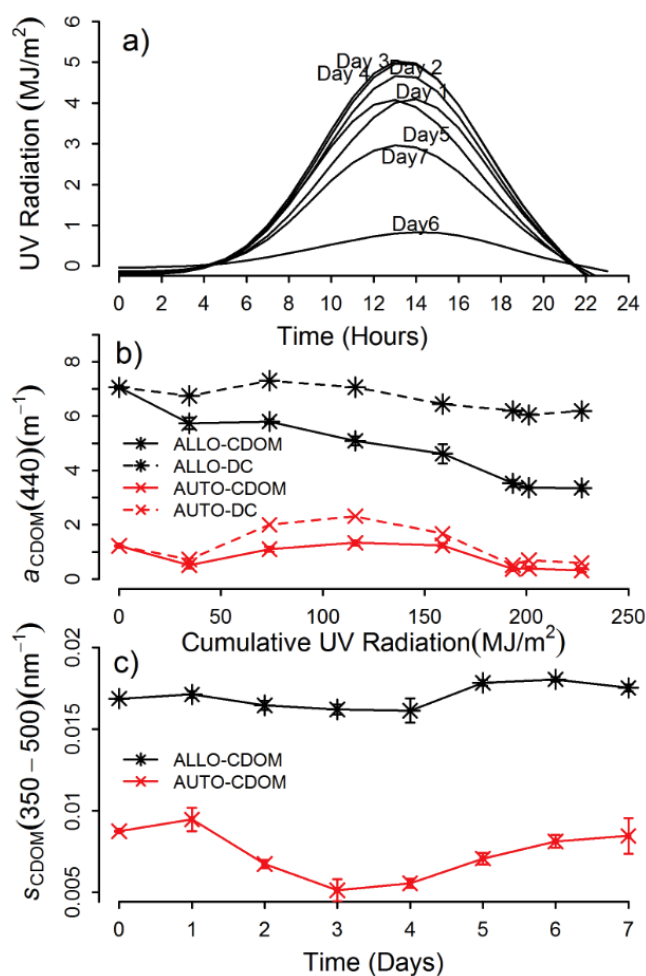 a)
UV Radiation (MJ/m²)
6
5
4
3
2
1
0
Day 3
Day 2
Day 4
Day 1
Day5
Day7
Day6
0 2 4 6 8 10 12 14 16 18 20 22 24
Time (Hours)
b)
aCDOM(440)(m⁻¹)
8
6
4
2
0
ALLO-CDOM
ALLO-DC
AUTO-CDOM
AUTO-DC
0 50 100 150 200 250
Cumulative UV Radiation(MJ/m²)
c)
sCDOM(350 – 500)(nm⁻¹)
0.02
0.015
0.01
0.005
ALLO-CDOM
AUTO-CDOM
0 1 2 3 4 5 6 7
Time (Days)